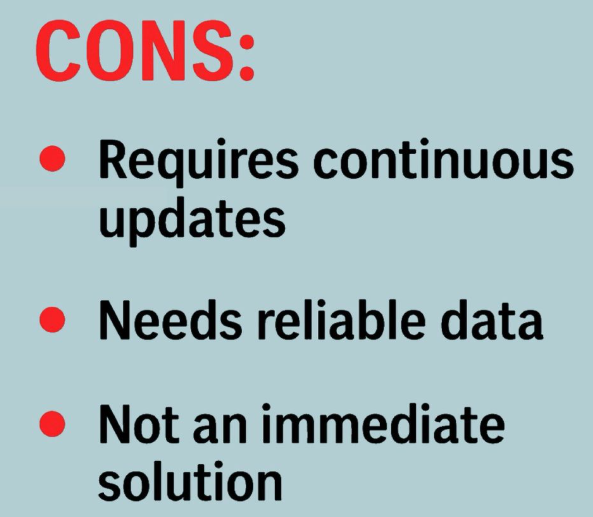 CONS:
• Requires continuous
updates
• Needs reliable data
• Not an immediate
solution